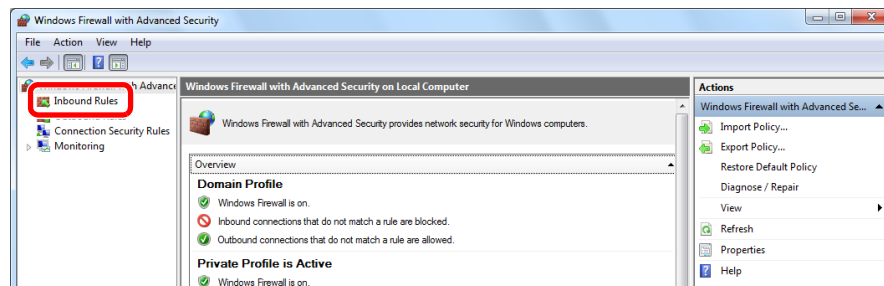 Windows Firewall with Advanced Security
File Action View Help
h Advance
Inbound Rules
Connection Security Rules
Monitoring
Windows Firewall with Advanced Security on Local Computer
Windows Firewall with Advanced Security provides network security for Windows computers.
Overview
Domain Profile
Windows Firewall is on.
Inbound connections that do not match a rule are blocked.
Outbound connections that do not match a rule are allowed.
Private Profile is Active
Windows Firewall is on.
Actions
Windows Firewall with Advanced Se...
Import Policy...
Export Policy...
Restore Default Policy
Diagnose / Repair
View
Refresh
Properties
Help